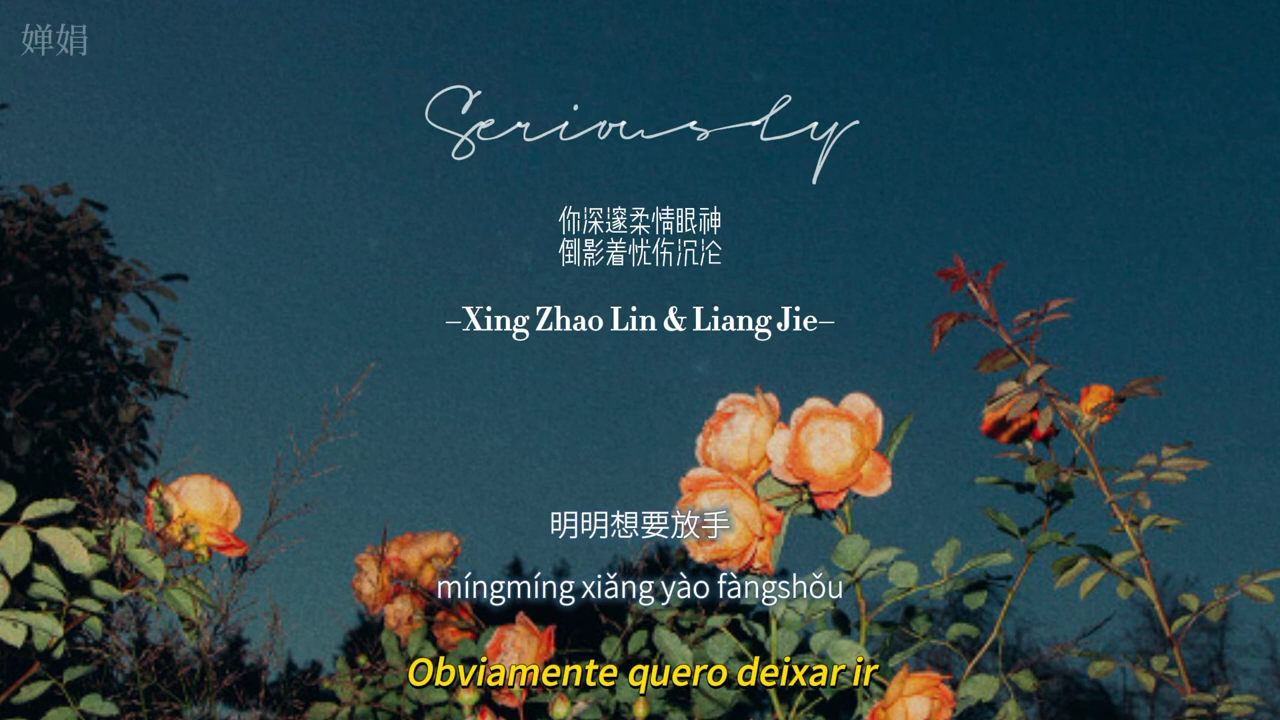 婵娟
Seriously
你深邃柔情眼神
倒影着忧伤沉沦
–Xing Zhao Lin & Liang Jie–
明明想要放手
míngmíng xiǎng yào fàngshǒu
Obviamente quero deixar ir